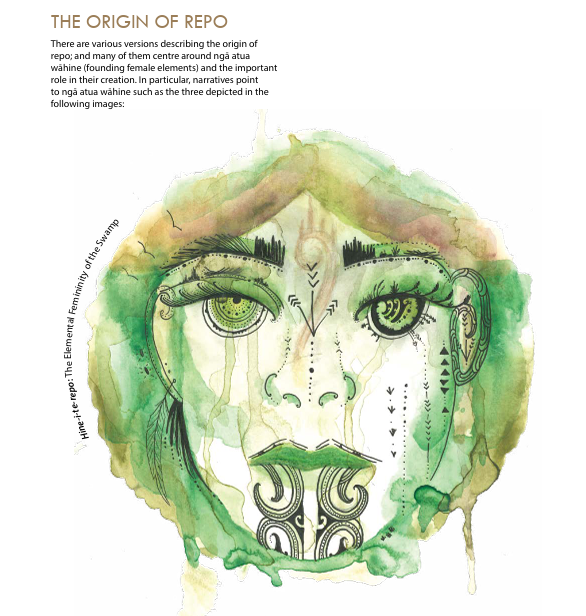 THE ORIGIN OF REPO
There are various versions describing the origin of
repo; and many of them centre around ngā atua
wāhine (founding female elements) and the important
role in their creation. In particular, narratives point
to ngā atua wāhine such as the three depicted in the
following images:
Hine-i-te-repo: The Elemental Femininity of the Swamp